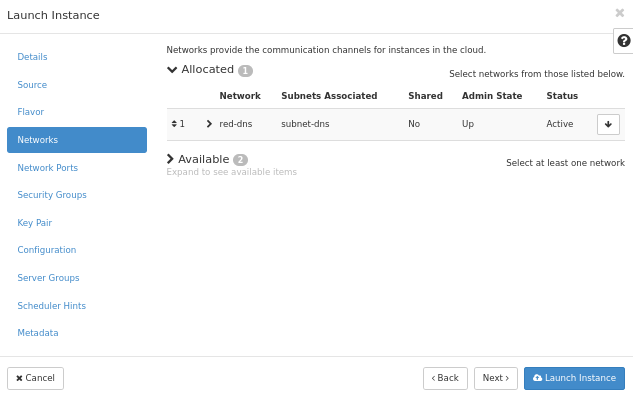 Launch Instance
Details
Source
Flavor
Networks
Network Ports
Security Groups
Key Pair
Configuration
Server Groups
Scheduler Hints
Metadata
Networks provide the communication channels for instances in the cloud.
Allocated 1
Select networks from those listed below.
Network Subnets Associated Shared Admin State Status
1 red-dns subnet-dns No Up Active
Available 2
Select at least one network
Expand to see available items
Cancel
‹ Back
Next ›
Launch Instance